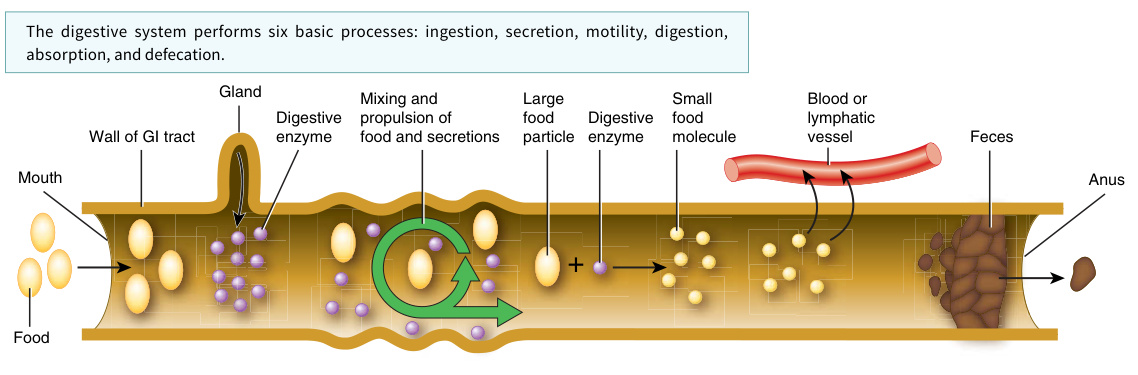 The digestive system performs six basic processes: ingestion, secretion, motility, digestion,
absorption, and defecation.
Gland
Digestive
enzyme
Mixing and
propulsion of
food and secretions
Large
food
particle
Digestive
enzyme
Small
food
molecule
Blood or
lymphatic
vessel
Wall of GI tract
Feces
Mouth
Anus
+
Food